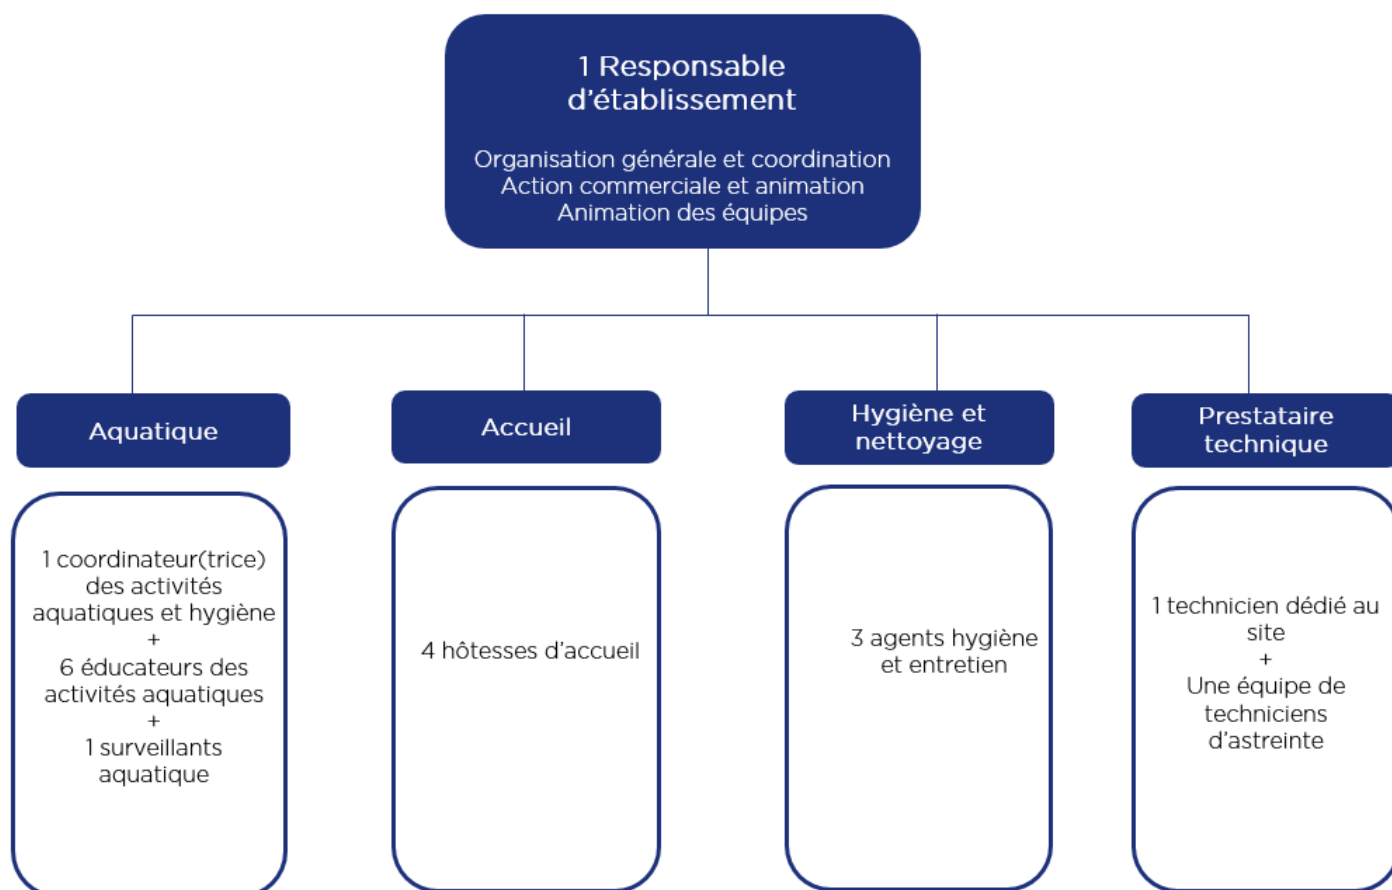 1 Responsable
d'établissement
Organisation générale et coordination
Action commerciale et animation
Animation des équipes
Aquatique
1 coordinateur(trice)
des activités
aquatiques et hygiène
+
6 éducateurs des
activités aquatiques
+
1 surveillants
aquatique
Accueil
4 hôtesses d'accueil
Hygiène et
nettoyage
3 agents hygiène
et entretien
Prestataire
technique
1 technicien dédié au
site
+
Une équipe de
techniciens
d'astreinte